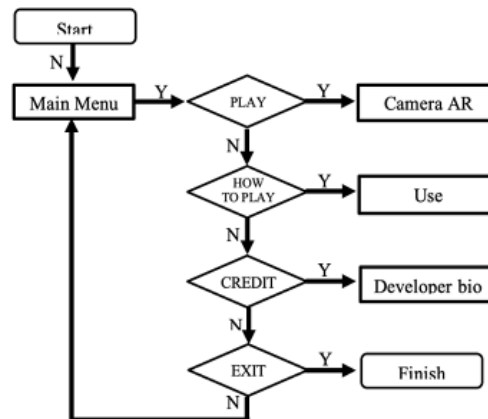 Start
N
Main Menu
Y
PLAY
Y
Camera AR
N
HOW
TO PLAY
Y
Use
N
CREDIT
Y
Developer bio
N
EXIT
Y
Finish
N